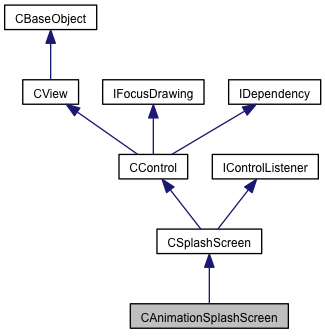 CBaseObject
CView
IFocusDrawing
IDependency
CControl
IControlListener
CSplashScreen
CAnimationSplashScreen